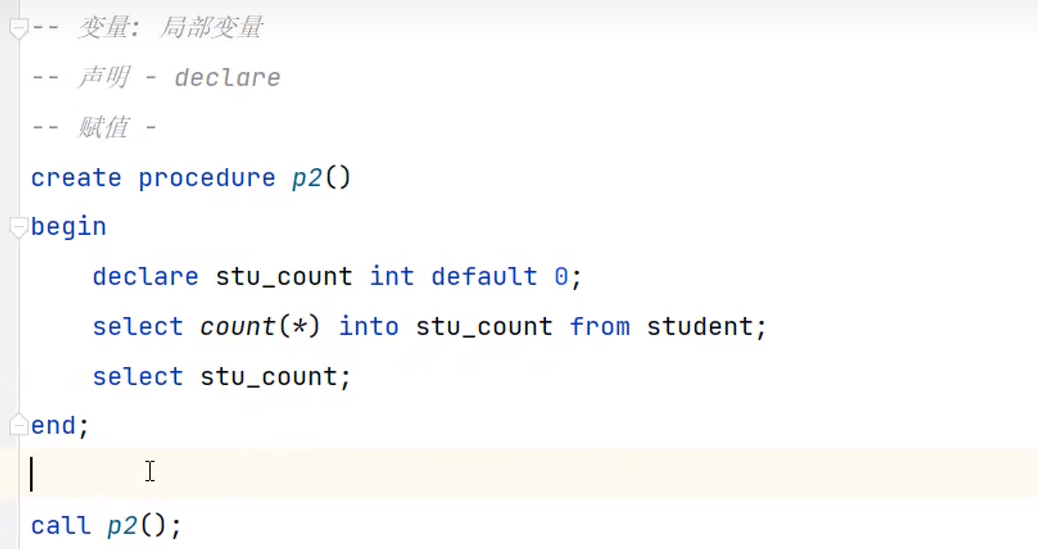 -- 变量: 局部变量
-- 声明 - declare
-- 赋值 -
create procedure p2()
begin
declare stu_count int default 0;
select count(*) into stu_count from student;
select stu_count;
end;
call p2();